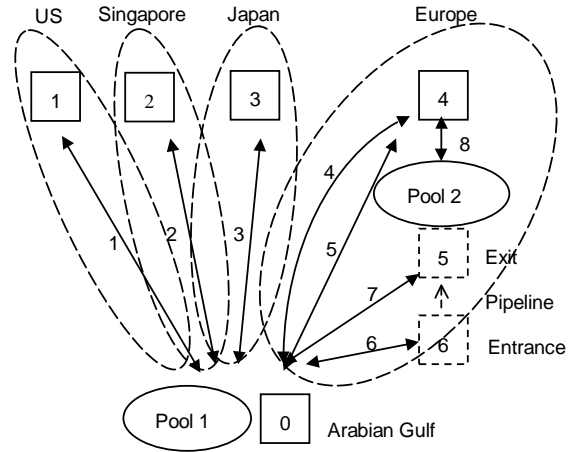 US Singapore Japan Europe
1 2 3 4
8
4
Pool 2
1 2 3 5
5 Exit
7
Pipeline
6 6 Entrance
Pool 1 0 Arabian Gulf